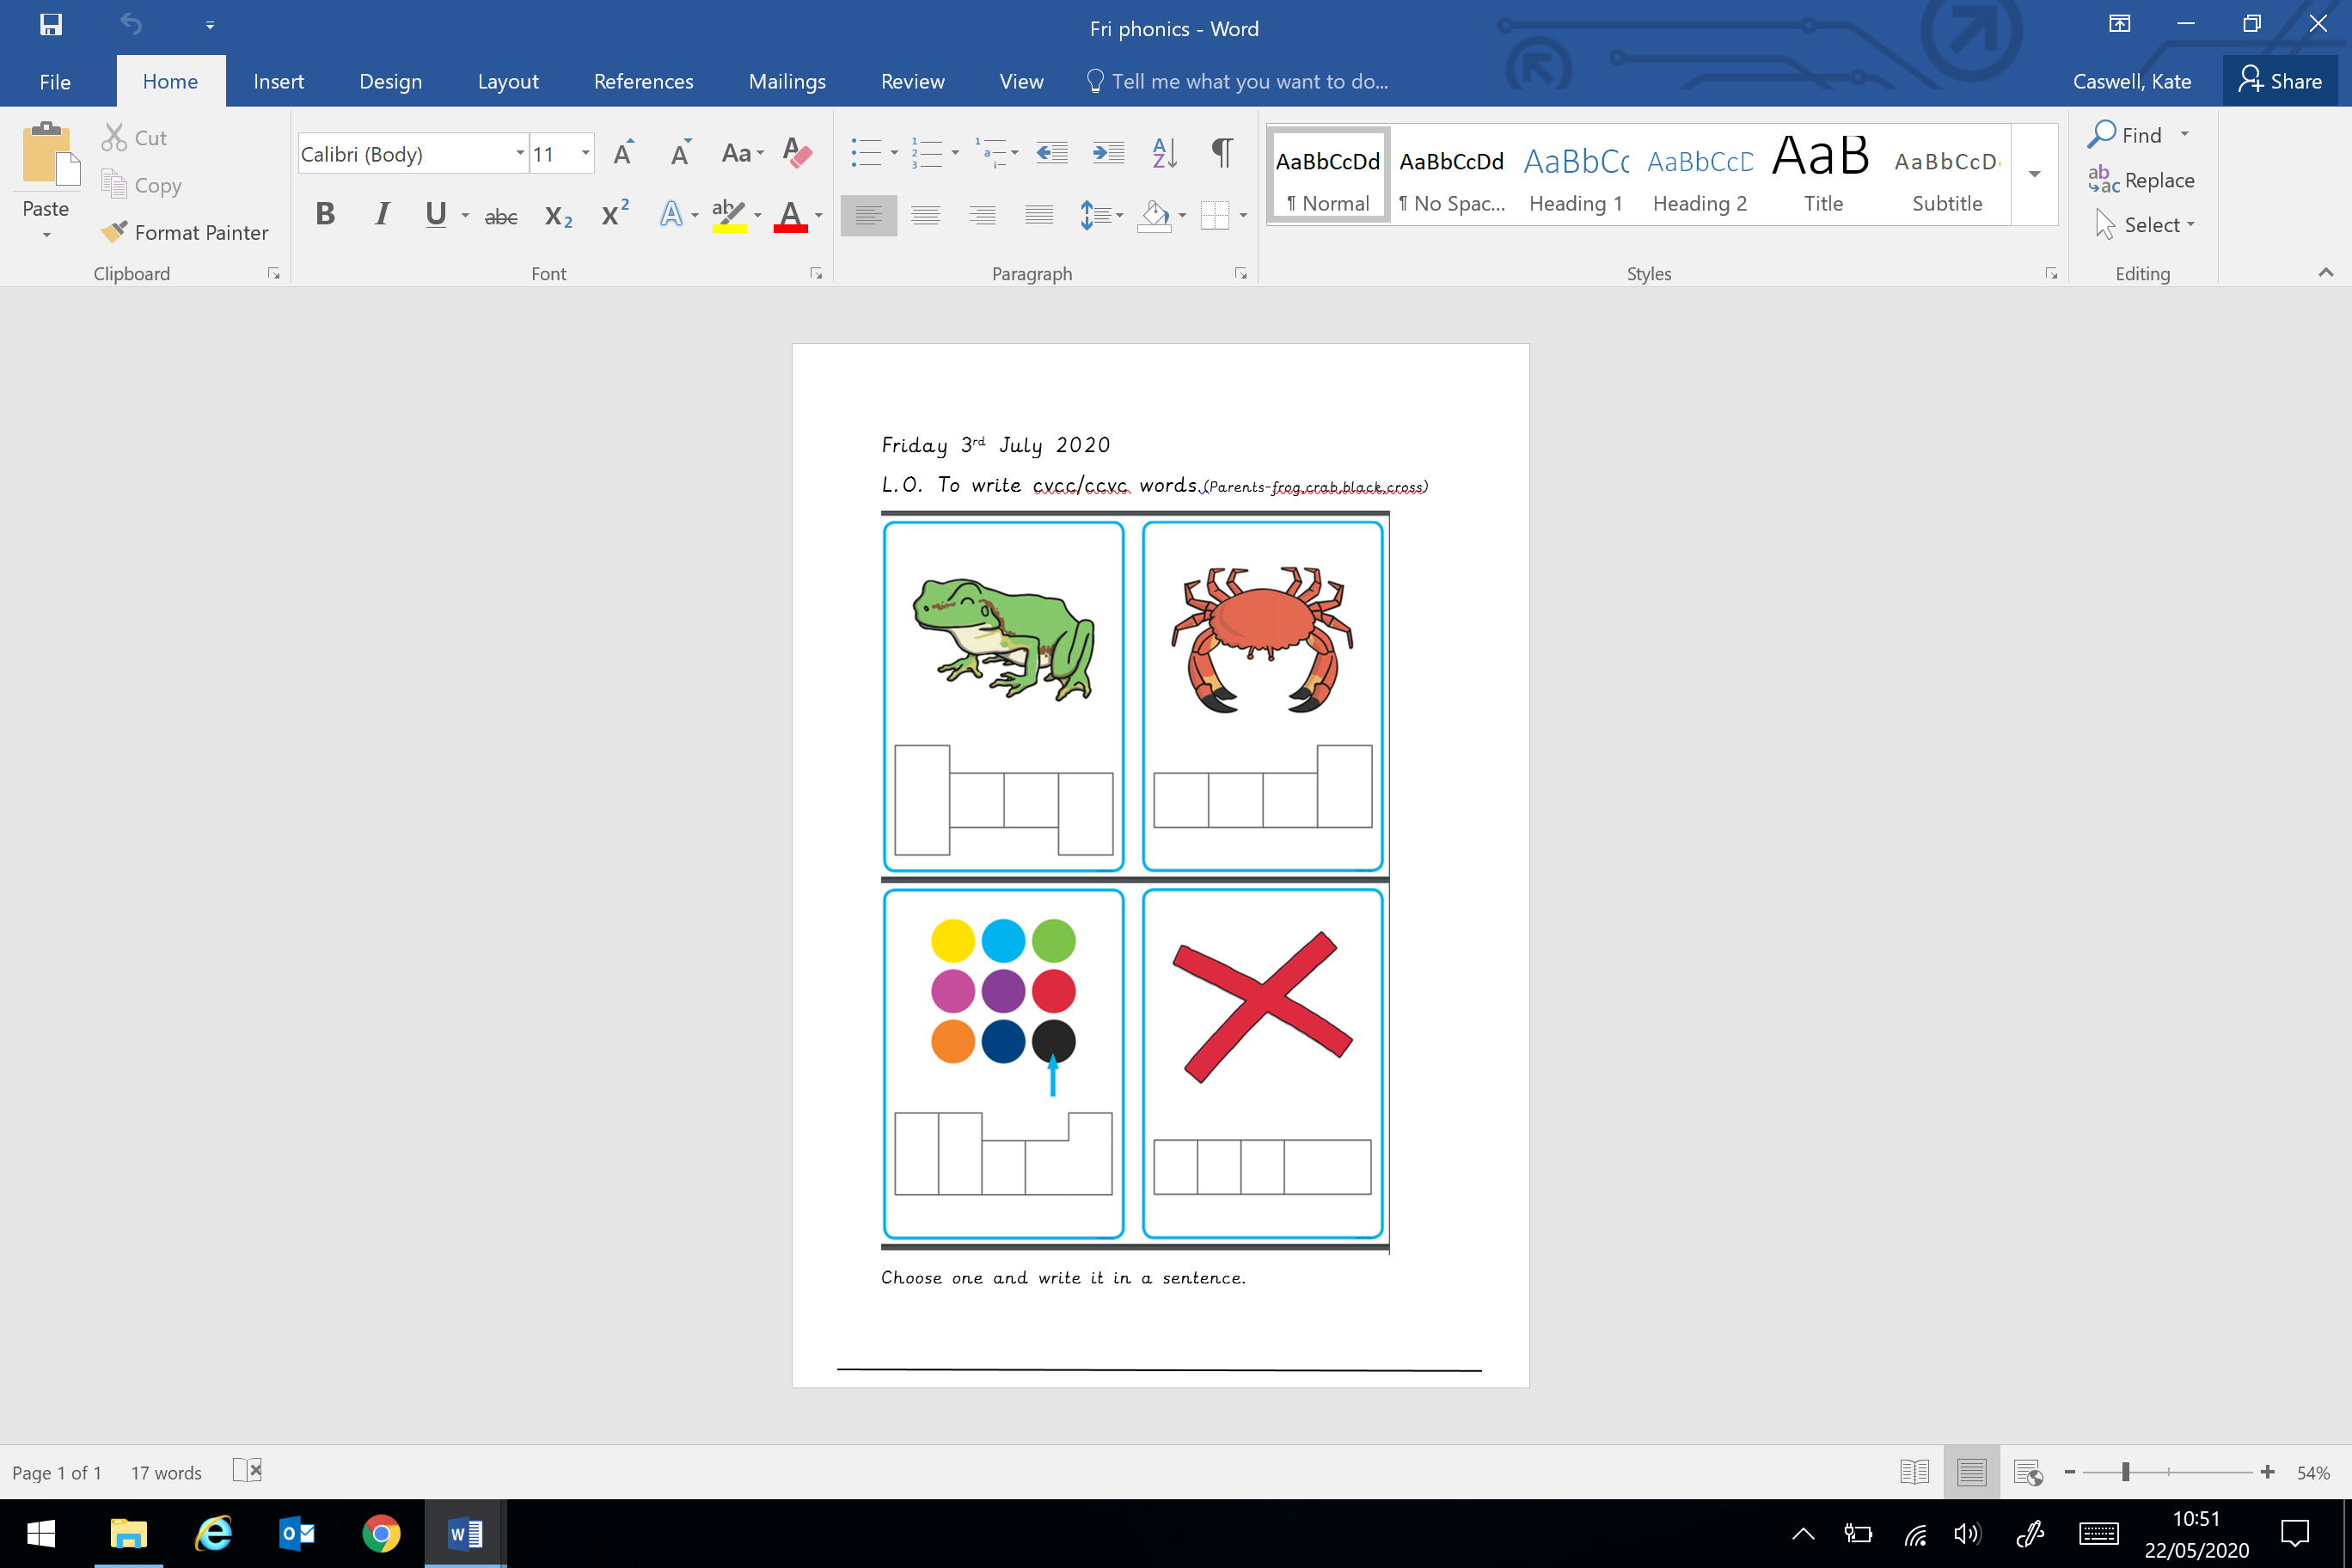 Fri phonics - Word
File
Home
Insert
Design
Layout
References
Mailings
Review
View
Tell me what you want to do...
Caswell, Kate
Share
Paste
Cut
Copy
Format Painter
Clipboard
Calibri (Body)
11
Aa
B I U abc X₂ X² A ab A
Font
Paragraph
AaBbCcDd
¶ Normal
AaBbCcDd
¶ No Spac...
AaBbCc
Heading 1
AaBbCcD
Heading 2
AaB
Title
AaBbCcD
Subtitle
Styles
Find
Replace
Select
Editing
Friday 3rd July 2020
L.O. To write cvcc/ccvc words.(Parents-frog,crab,black,cross)
Choose one and write it in a sentence.
Page 1 of 1
17 words
54%
10:51
22/05/2020